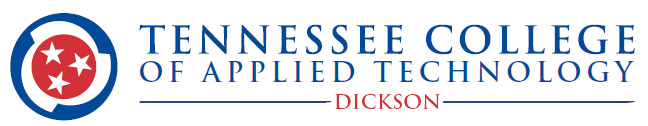 TENNESSEE COLLEGE
OF APPLIED TECHNOLOGY
DICKSON